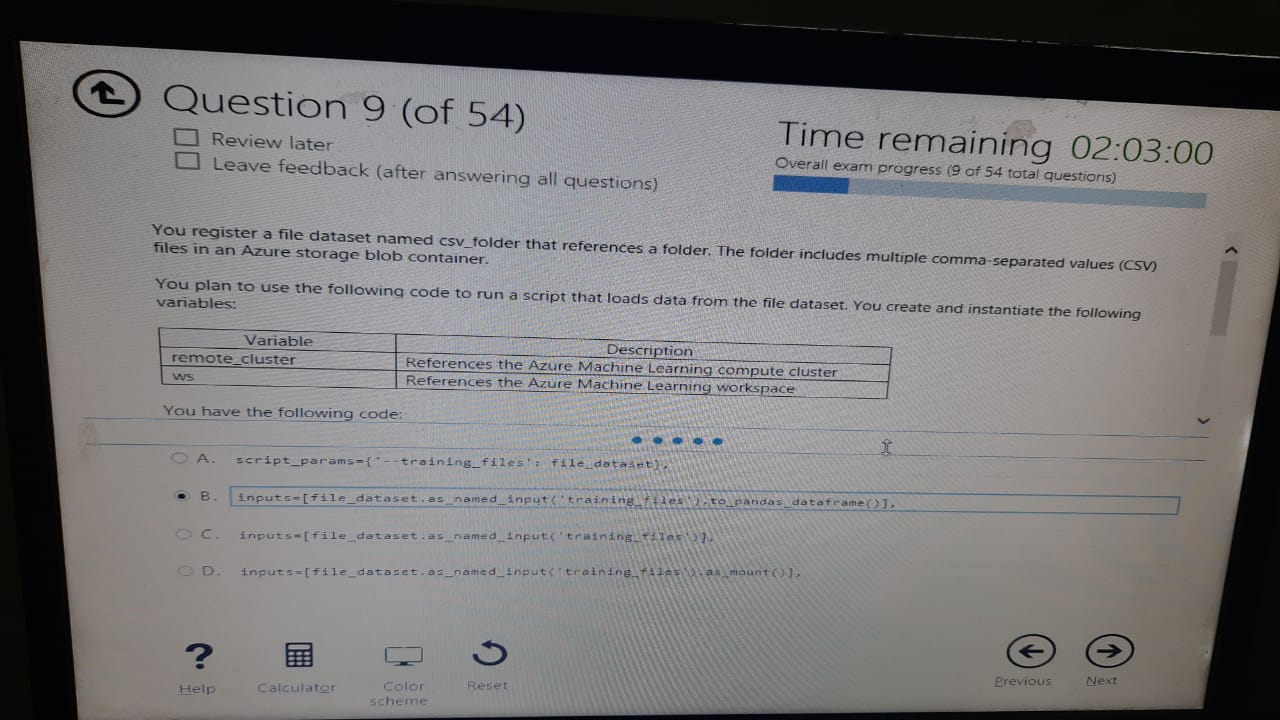 Question 9 (of 54)
Review later
Leave feedback (after answering all questions)
Time remaining 02:03:00
Overall exam progress (9 of 54 total questions)
You register a file dataset named csv_folder that references a folder. The folder includes multiple comma-separated values (CSV)
files in an Azure storage blob container.
You plan to use the following code to run a script that loads data from the file dataset. You create and instantiate the following
variables:
Variable Description
remote_cluster References the Azure Machine Learning compute cluster
ws References the Azure Machine Learning workspace
You have the following code:
A. script_params={'--training_files': file_dataset},
B. inputs=[file_dataset.as_named_input('training_files').to_pandas_dataframe()],
C. inputs=[file_dataset.as_named_input('training_files')],
D. inputs=[file_dataset.as_named_input('training_files').as_mount()],
Help
Calculator
Color
scheme
Reset
Previous
Next